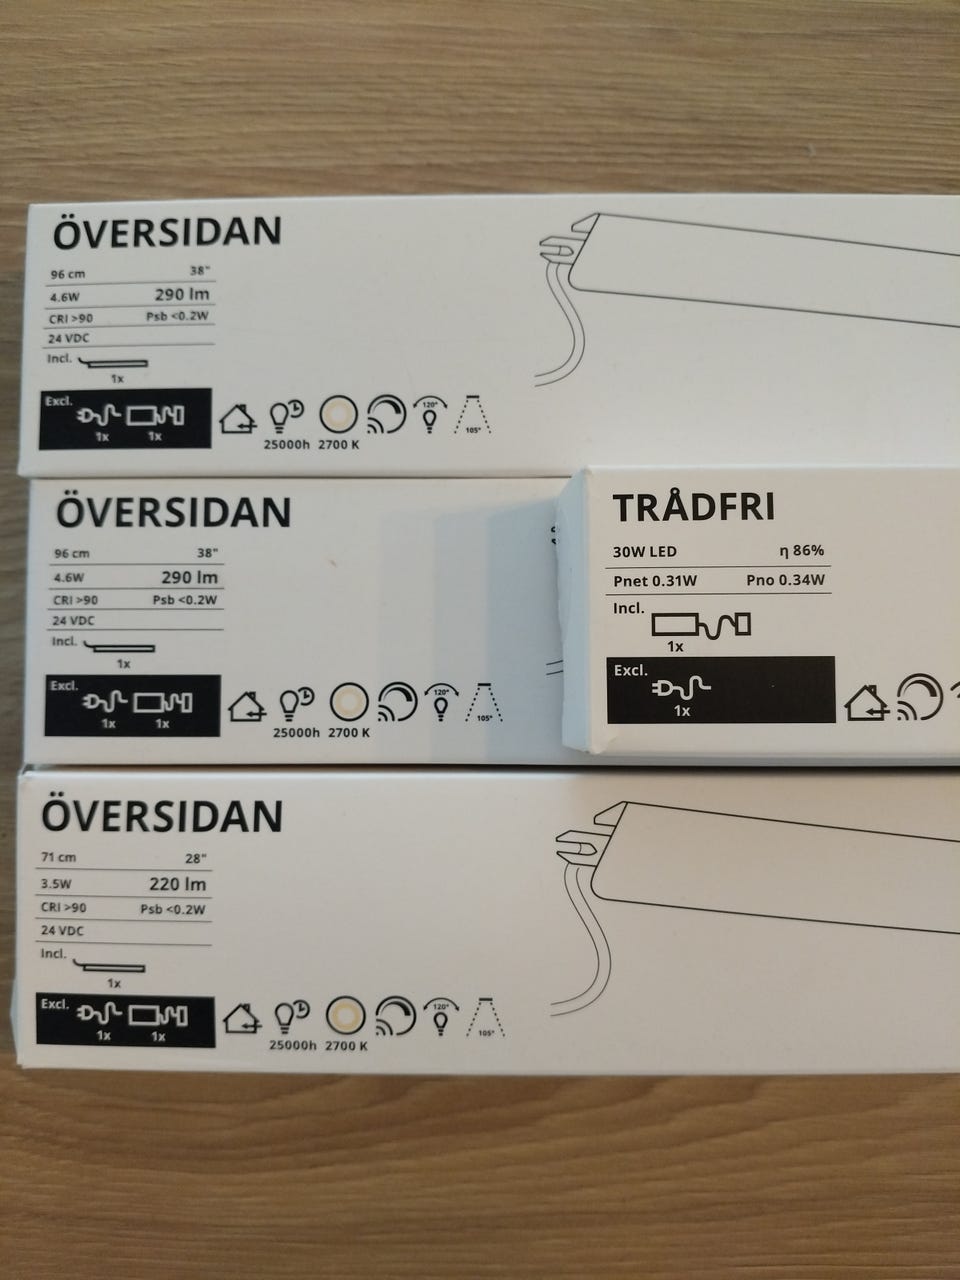 ÖVERSIDAN
96 cm 38"
4.6W 290 lm
CRI >90 Psb <0.2W
24 VDC
Incl.
1x
Excl.
1x 1x
120°
105°
25000h 2700 K
ÖVERSIDAN
96 cm 38"
4.6W 290 lm
CRI >90 Psb <0.2W
24 VDC
Incl.
1x
Excl.
1x 1x
120°
105°
25000h 2700 K
TRÅDFRI
30W LED η 86%
Pnet 0.31W Pno 0.34W
Incl.
1x
Excl.
1x
ÖVERSIDAN
71 cm 28"
3.5W 220 lm
CRI >90 Psb <0.2W
24 VDC
Incl.
1x
Excl.
1x 1x
120°
105°
25000h 2700 K